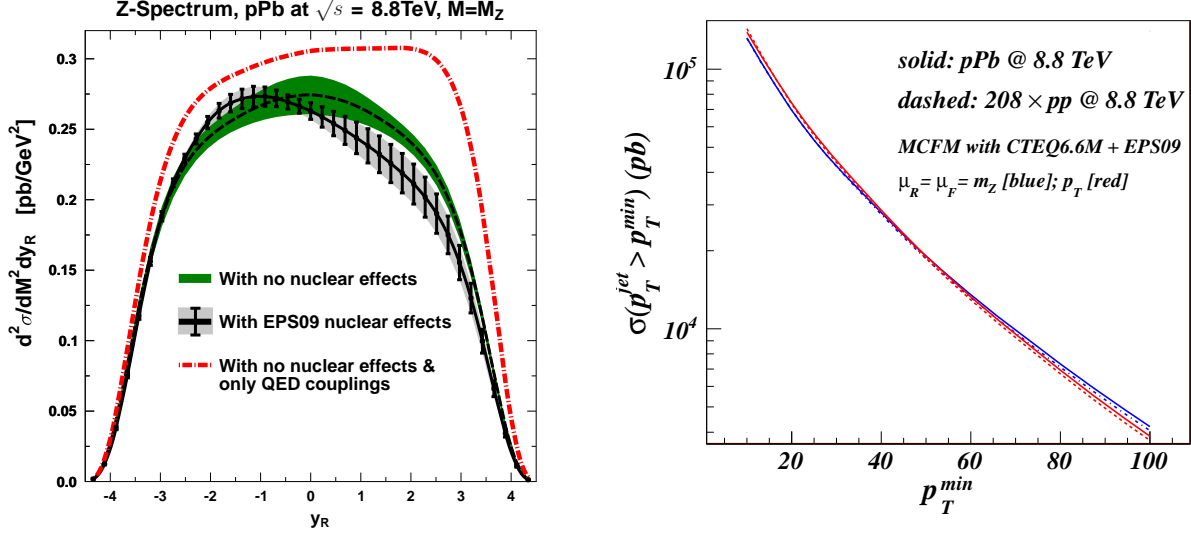 Z-Spectrum, pPb at √s = 8.8TeV, M=M_Z
d²σ/dM²dy_R [pb/GeV²]
0.3
0.25
0.2
0.15
0.1
0.05
0.0
With no nuclear effects
With EPS09 nuclear effects
With no nuclear effects &
only QED couplings
-4 -3 -2 -1 0 1 2 3 4
y_R
σ(p_T^jet > p_T^min) (pb)
10^5
10^4
solid: pPb @ 8.8 TeV
dashed: 208 × pp @ 8.8 TeV
MCFM with CTEQ6.6M + EPS09
μ_R = μ_F = m_Z [blue]; p_T [red]
20 40 60 80 100
p_T^min